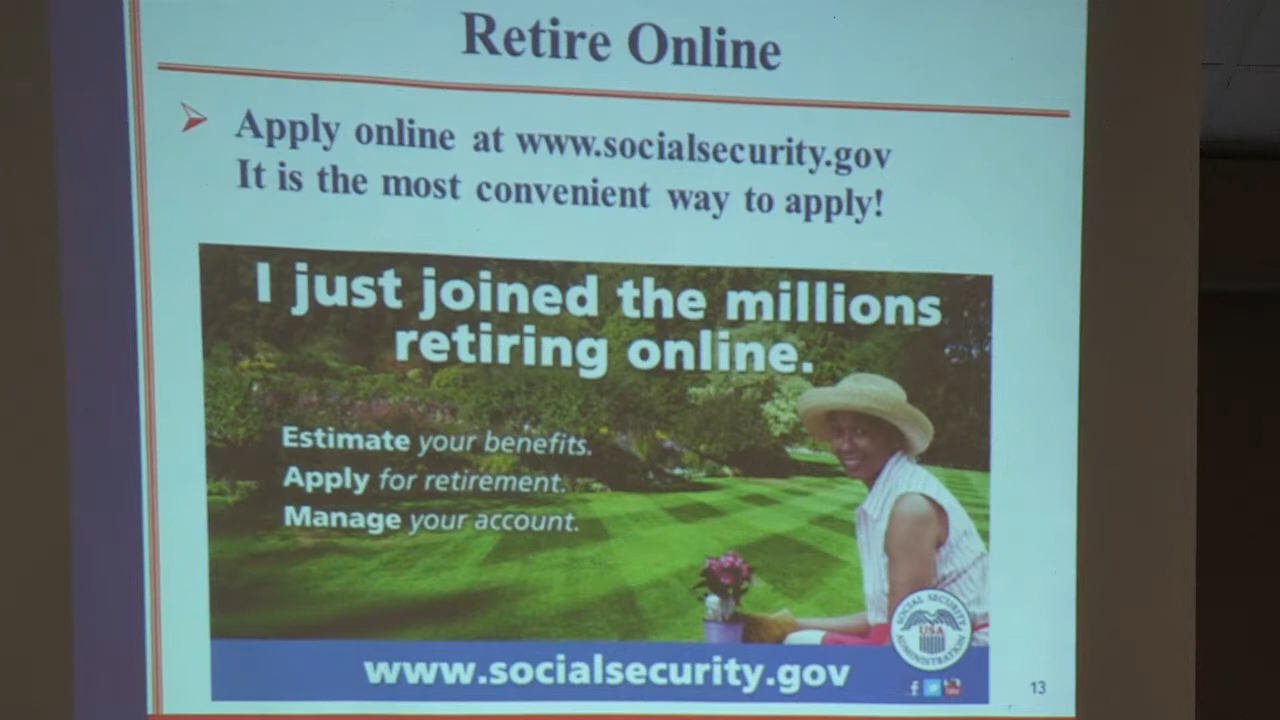 Retire Online
Apply online at www.socialsecurity.gov
It is the most convenient way to apply!
I just joined the millions
retiring online.
Estimate your benefits.
Apply for retirement.
Manage your account.
SOCIAL SECURITY
USA
ADMINISTRATION
www.socialsecurity.gov
13